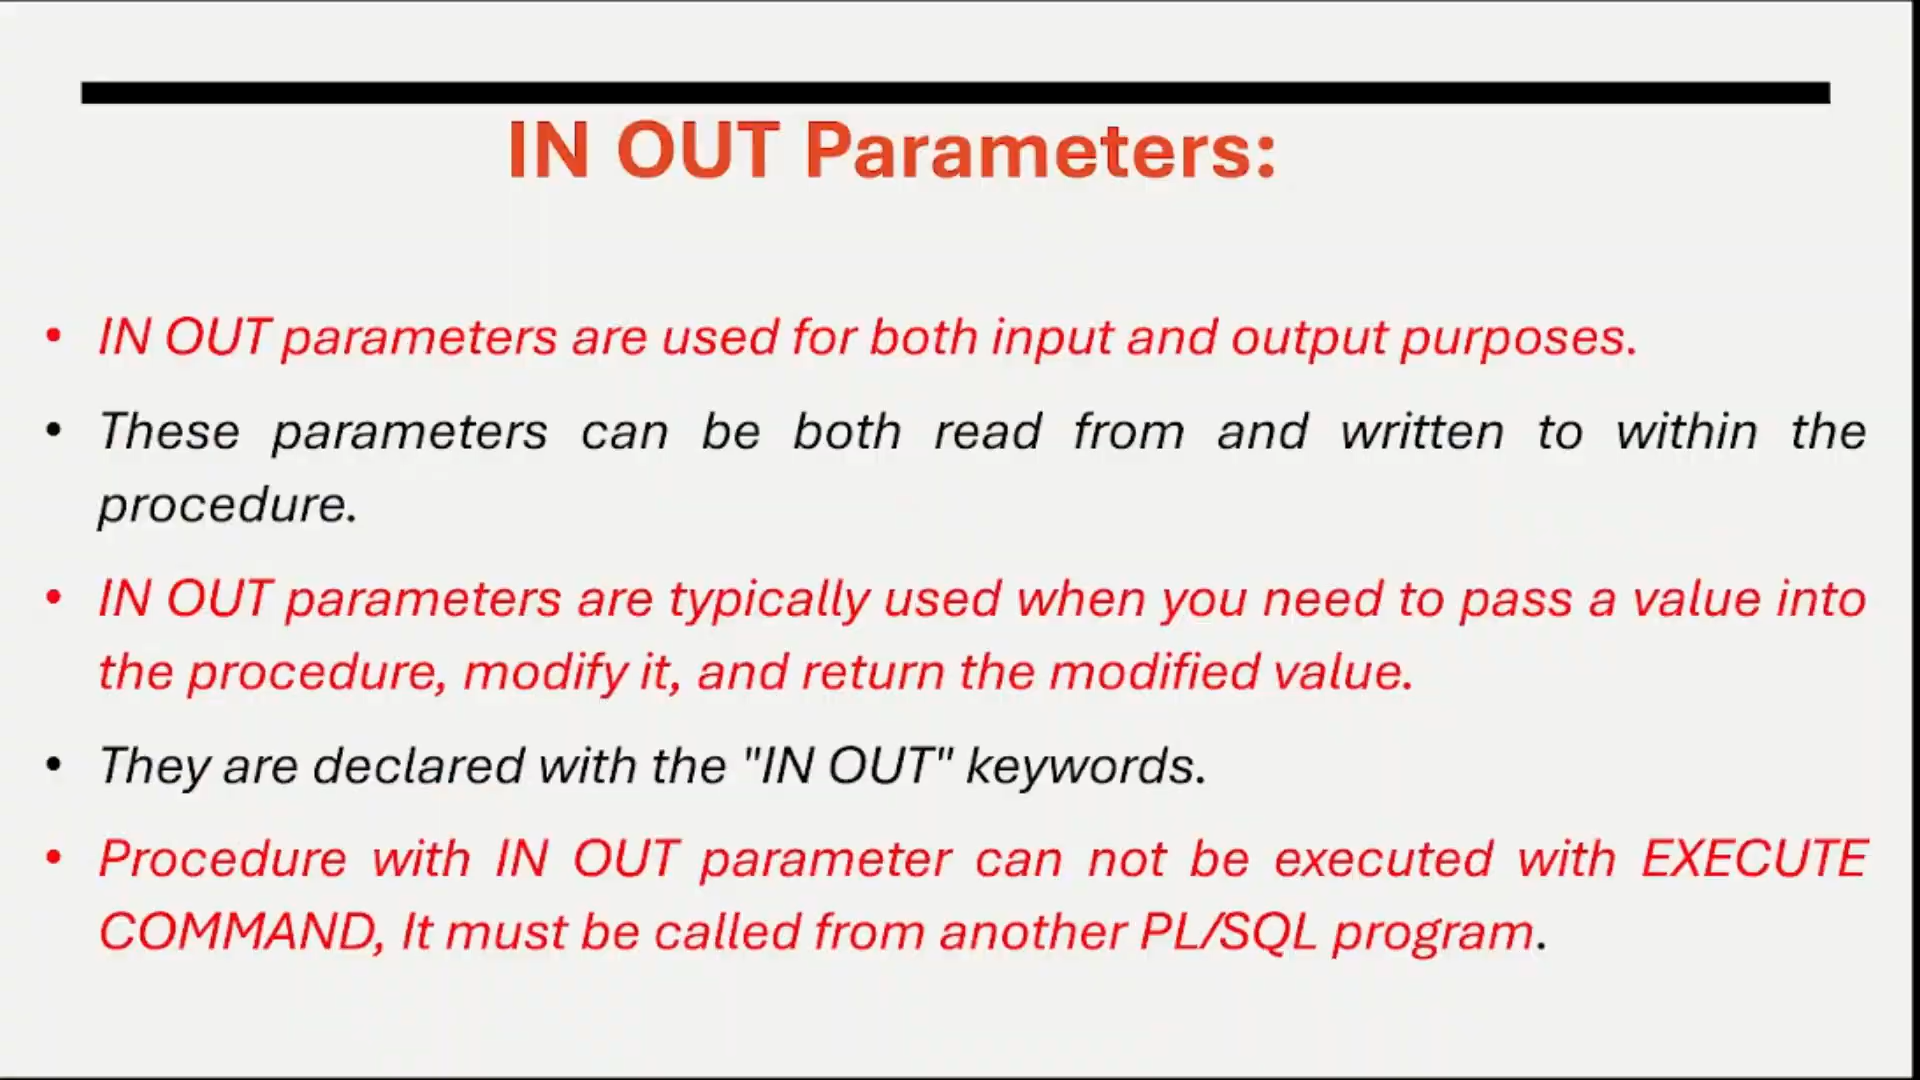 IN OUT Parameters:
• IN OUT parameters are used for both input and output purposes.
• These parameters can be both read from and written to within the
procedure.
• IN OUT parameters are typically used when you need to pass a value into
the procedure, modify it, and return the modified value.
• They are declared with the "IN OUT" keywords.
• Procedure with IN OUT parameter can not be executed with EXECUTE
COMMAND, It must be called from another PL/SQL program.